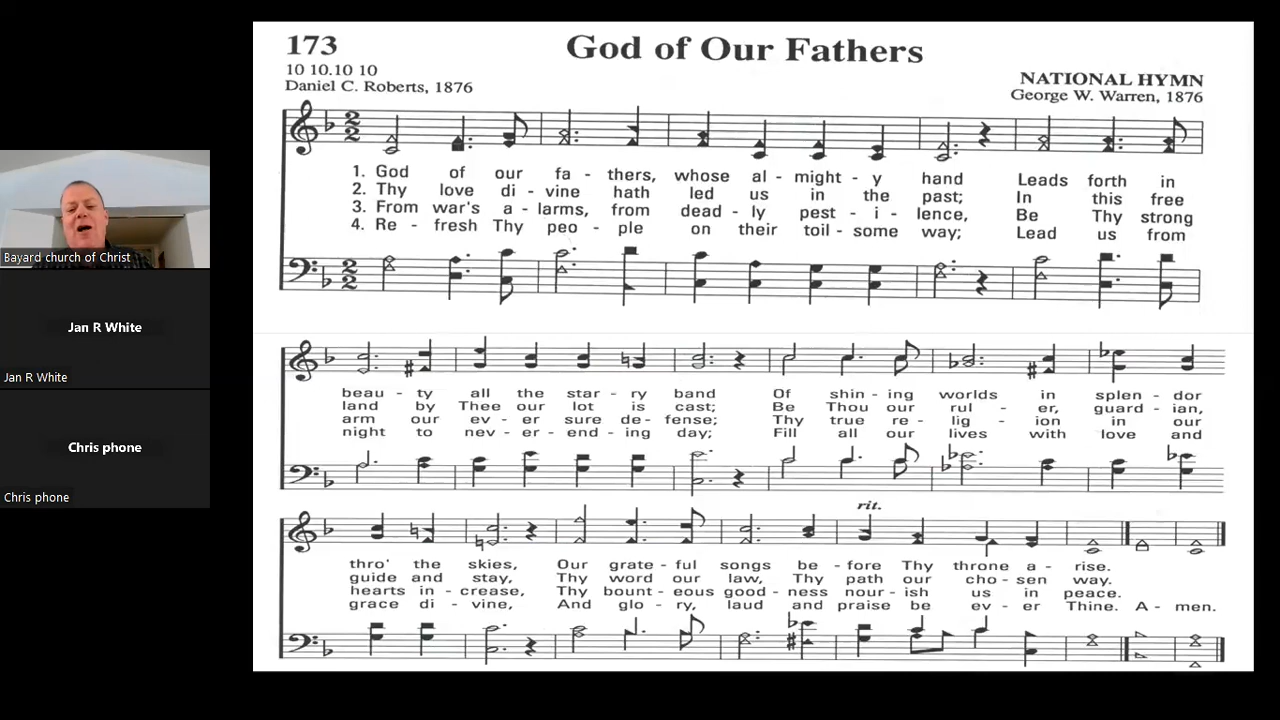 173
God of Our Fathers
10 10.10 10
Daniel C. Roberts, 1876
NATIONAL HYMN
George W. Warren, 1876
1. God of our fa - thers, whose al - might - y hand Leads forth in
2. Thy love di - vine hath led us in the past; In this free
3. From war's a - larms, from dead - ly pest - i - lence, Be Thy strong
4. Re - fresh Thy peo - ple on their toil - some way; Lead us from
beau - ty all the star - ry band Of shin - ing worlds in splen - dor
land by Thee our lot is cast; Be Thou our rul - er, guard - ian,
arm our ev - er sure de - fense; Thy true re - lig - ion in our
night to nev - er - end - ing day; Fill all our lives with love and
rit.
thro' the skies, Our grate - ful songs be - fore Thy throne a - rise.
guide and stay, Thy word our law, Thy path our cho - sen way.
hearts in - crease, Thy bount - eous good - ness nour - ish us in peace.
grace di - vine, And glo - ry, laud and praise be ev - er Thine. A - men.
Bayard church of Christ
Jan R White
Jan R White
Chris phone
Chris phone